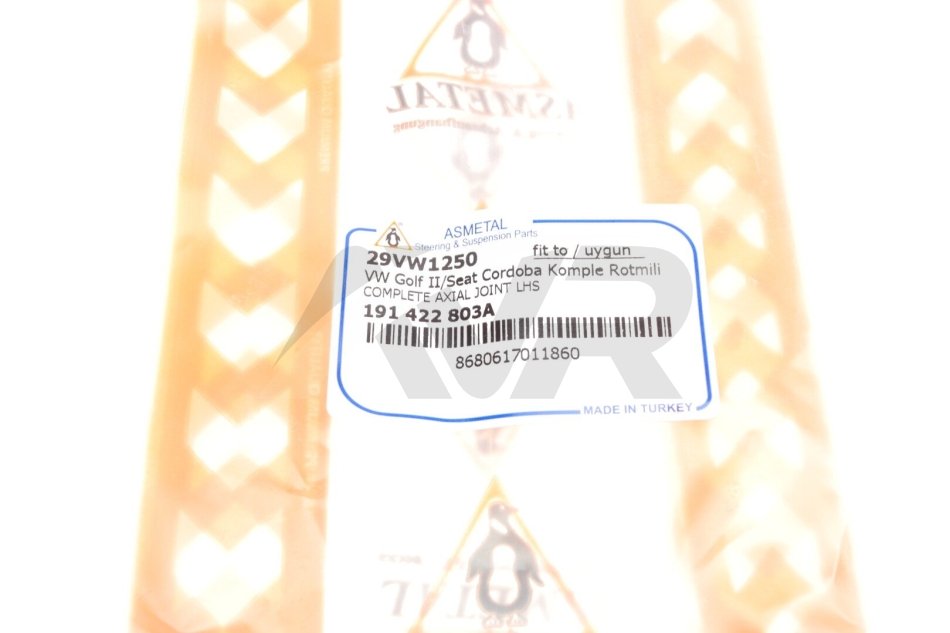 ASMETAL
ASMETAL
Steering & Suspension Parts
29VW1250
fit to / uygun
VW Golf II/Seat Cordoba Komple Rotmili
COMPLETE AXIAL JOINT LHS
191 422 803A
8680617011860
MADE IN TURKEY